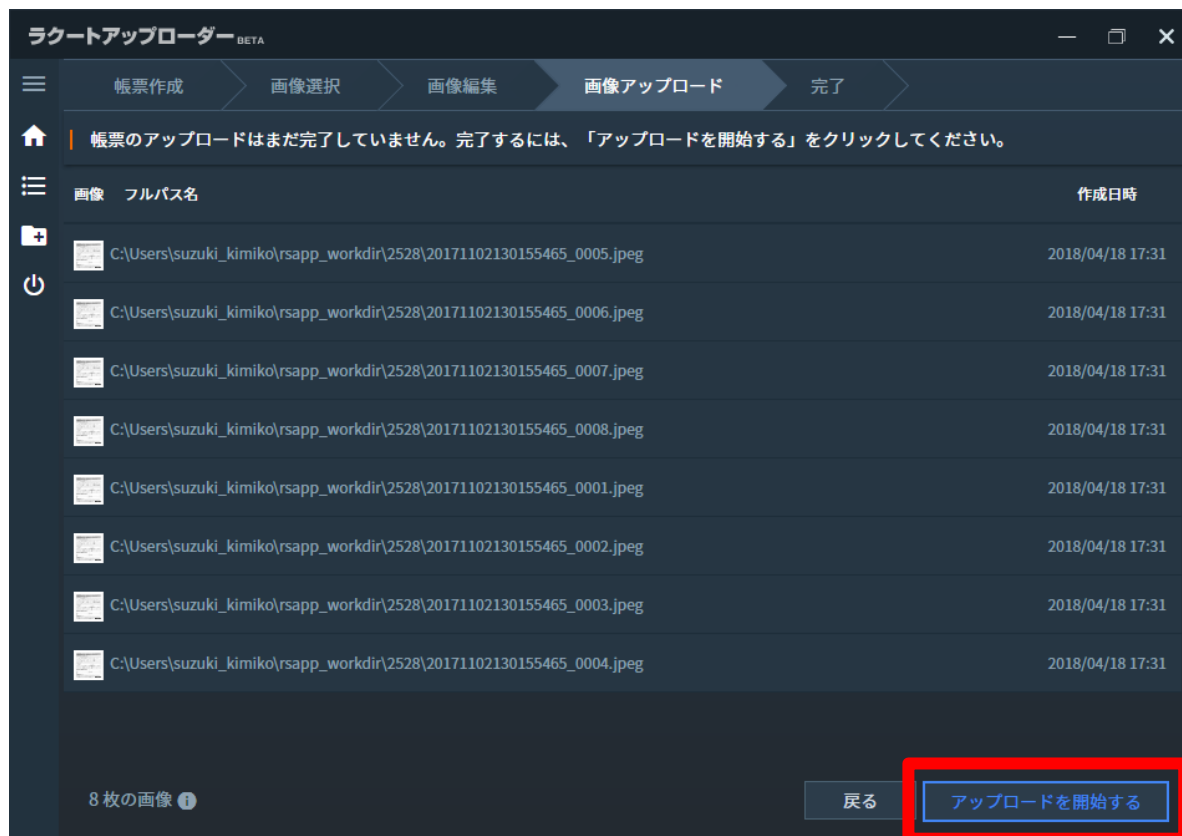 ラクートアップローダー BETA
帳票作成 画像選択 画像編集 画像アップロード 完了
帳票のアップロードはまだ完了していません。完了するには、「アップロードを開始する」をクリックしてください。
画像 フルパス名 作成日時
C:\Users\suzuki_kimiko\rsapp_workdir\2528\20171102130155465_0005.jpeg 2018/04/18 17:31
C:\Users\suzuki_kimiko\rsapp_workdir\2528\20171102130155465_0006.jpeg 2018/04/18 17:31
C:\Users\suzuki_kimiko\rsapp_workdir\2528\20171102130155465_0007.jpeg 2018/04/18 17:31
C:\Users\suzuki_kimiko\rsapp_workdir\2528\20171102130155465_0008.jpeg 2018/04/18 17:31
C:\Users\suzuki_kimiko\rsapp_workdir\2528\20171102130155465_0001.jpeg 2018/04/18 17:31
C:\Users\suzuki_kimiko\rsapp_workdir\2528\20171102130155465_0002.jpeg 2018/04/18 17:31
C:\Users\suzuki_kimiko\rsapp_workdir\2528\20171102130155465_0003.jpeg 2018/04/18 17:31
C:\Users\suzuki_kimiko\rsapp_workdir\2528\20171102130155465_0004.jpeg 2018/04/18 17:31
8 枚の画像 戻る アップロードを開始する